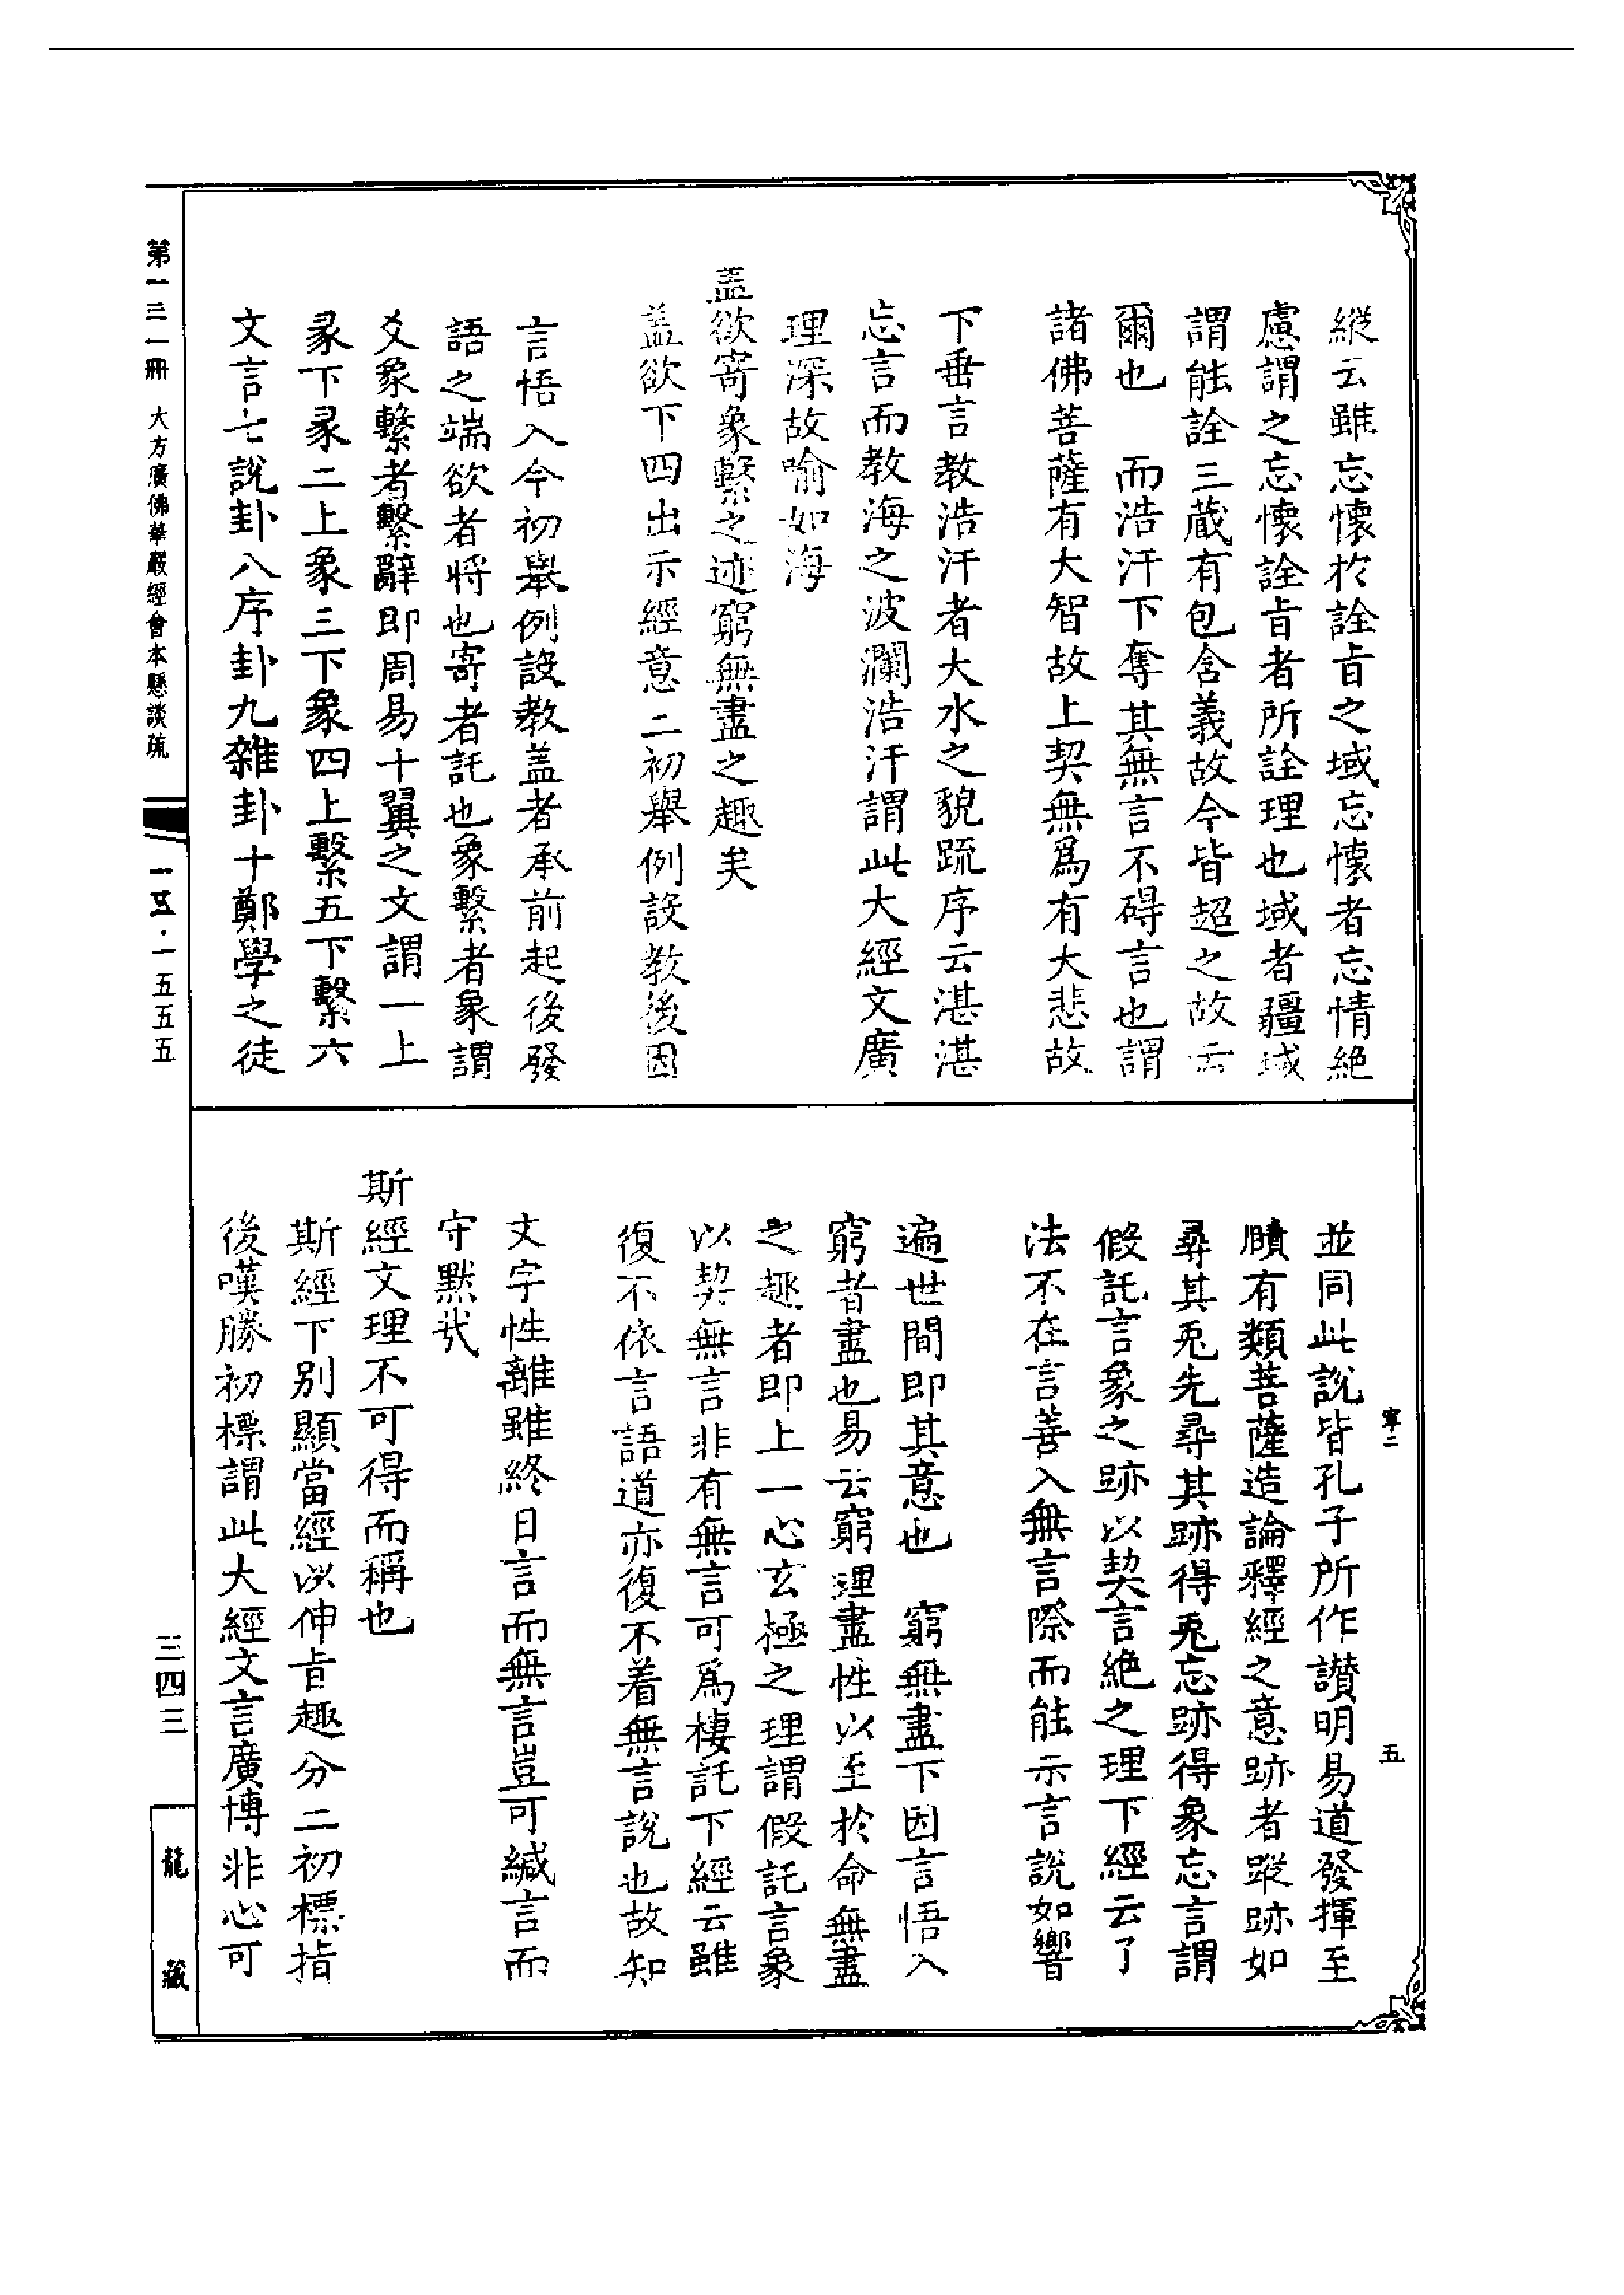 縱云雖忘懷於詮旨之域忘懷者忘情絶
慮謂之忘懷詮旨者所詮理也域者疆域
謂能詮三蔵有包含義故今皆超之故云
爾也　而浩汗下奪其無言不碍言也謂
諸佛菩薩有大智故上契無爲有大悲故
下垂言教浩汗者大水之貌䟽序云湛湛
忘言而教海之波瀾浩汗謂此大經文廣
理深故喻如海
盖欲寄象繫之迹窮無盡之趣矣
盖欲下四出示經意二初舉例設教後因
言悟入今初舉例設教盖者承前起後發
語之端欲者將也寄者託也象繫者象謂
爻象繫者繫辭即周易十翼之文謂一上
彖下彖二上象三下象四上繫五下繫六
文言七說卦八序卦九雜卦十鄭學之徒
並同此說皆孔子所作讃明易道發揮至
賾有類菩薩造論釋經之意跡者蹤跡如
尋其兎先尋其跡得兎忘跡得象忘言謂
假託言象之跡以契言絶之理下經云了
法不在言善入無言際而能示言說如響
遍世間即其意也　窮無盡下因言悟入
窮者盡也易云窮理盡性以至於命無盡
之趣者即上一心玄極之理謂假託言象
以契無言非有無言可爲棲託下經云雖
復不依言語道亦復不着無言說也故知
文字性離雖終日言而無言豈可緘言而
守默㢤
斯經文理不可得而稱也
斯經下別顯當經以伸旨趣分二初標指
後嘆勝初標謂此大經文言廣博非心可
寧二
五
第一三一冊　大方廣佛華嚴經會本懸談疏
一五·一五五五
三四三
龍藏